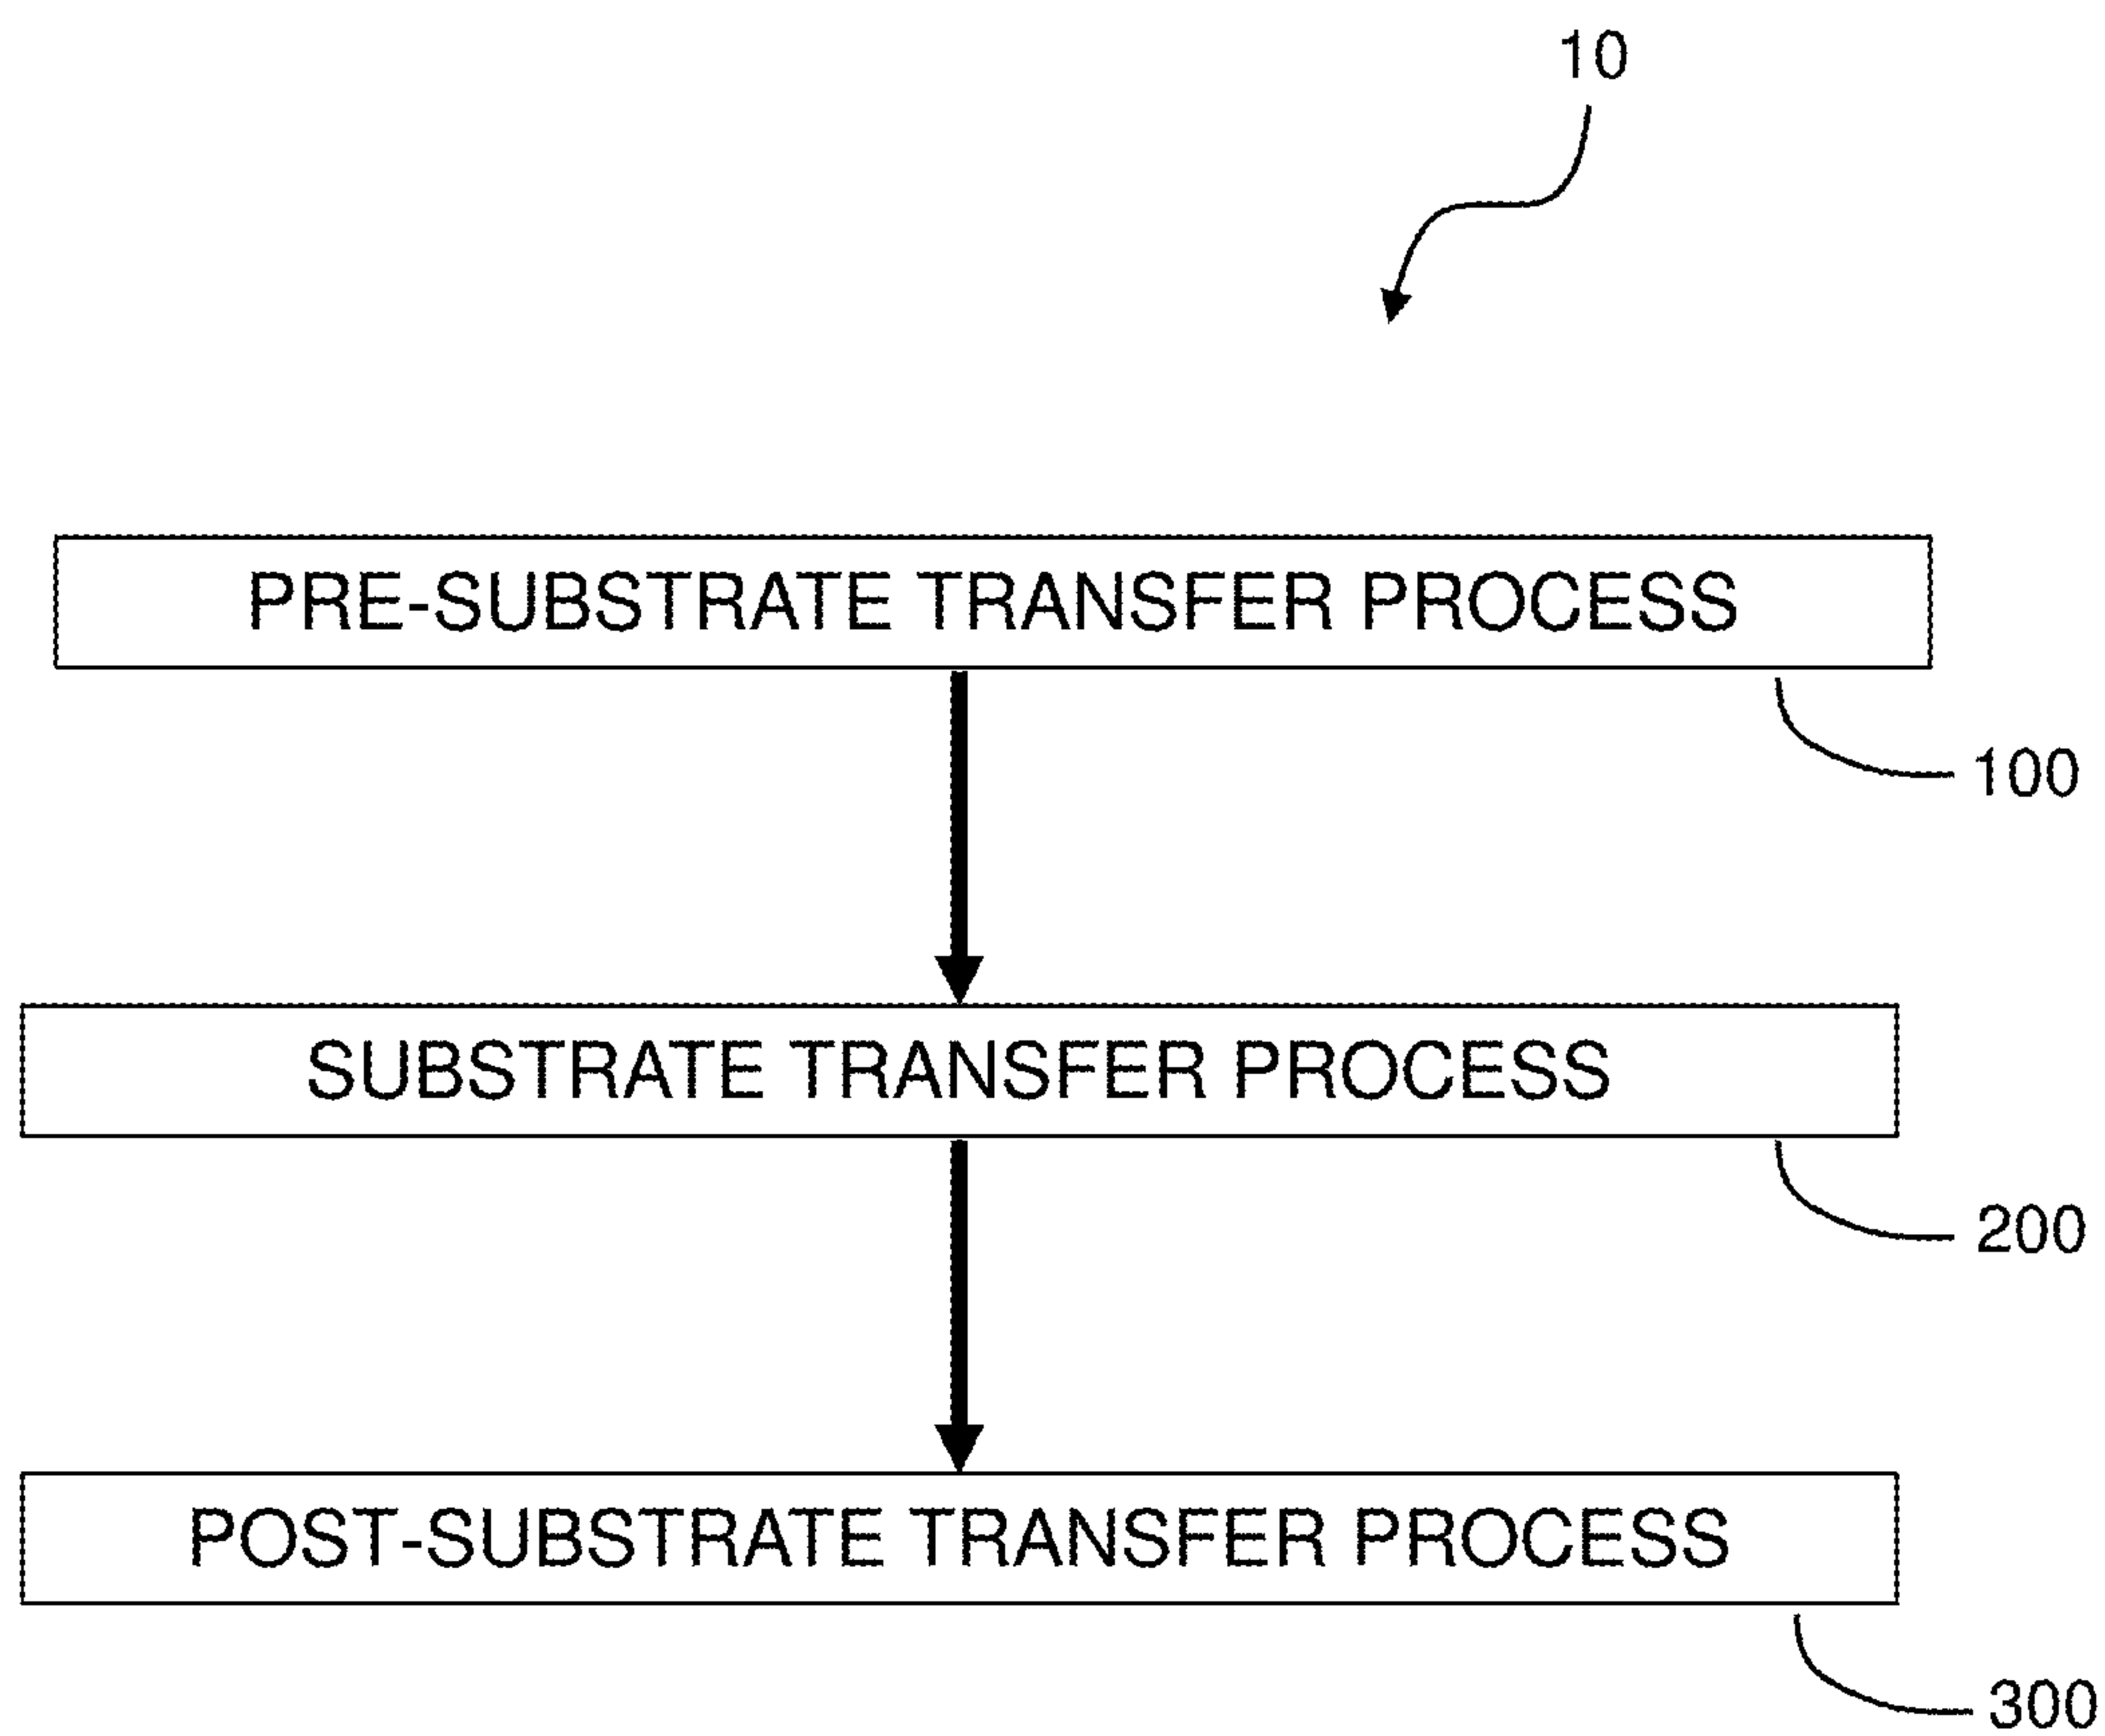 10
PRE-SUBSTRATE TRANSFER PROCESS
100
SUBSTRATE TRANSFER PROCESS
200
POST-SUBSTRATE TRANSFER PROCESS
300